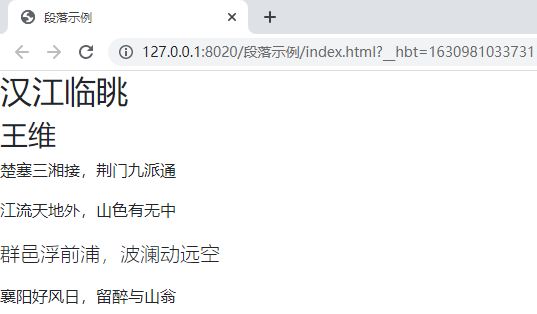 段落示例
127.0.0.1:8020/段落示例/index.html?__hbt=1630981033731
汉江临眺
王维
楚塞三湘接，荆门九派通
江流天地外，山色有无中
群邑浮前浦，波澜动远空
襄阳好风日，留醉与山翁